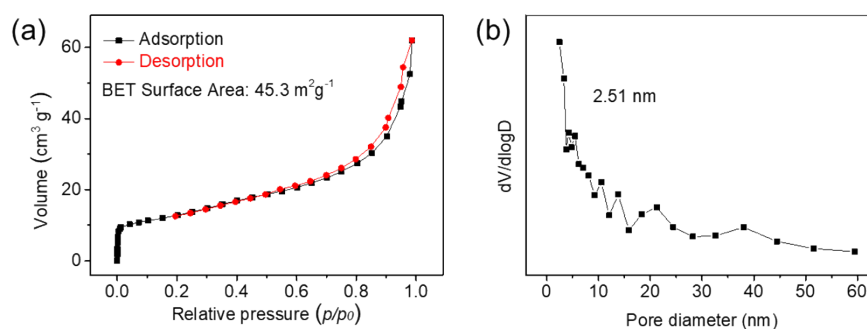 (a)
Adsorption
Desorption
BET Surface Area: 45.3 m²g⁻¹
Volume (cm³ g⁻¹)
60
40
20
0
0.0 0.2 0.4 0.6 0.8 1.0
Relative pressure (p/p₀)
(b)
2.51 nm
dV/dlogD
0 10 20 30 40 50 60
Pore diameter (nm)